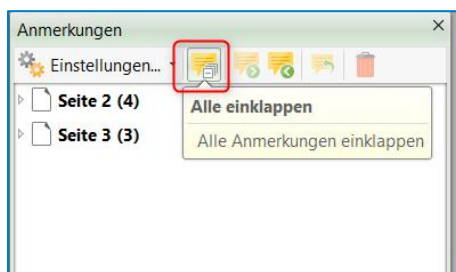 Anmerkungen
Einstellungen...
Seite 2 (4)
Seite 3 (3)
Alle einklappen
Alle Anmerkungen einklappen